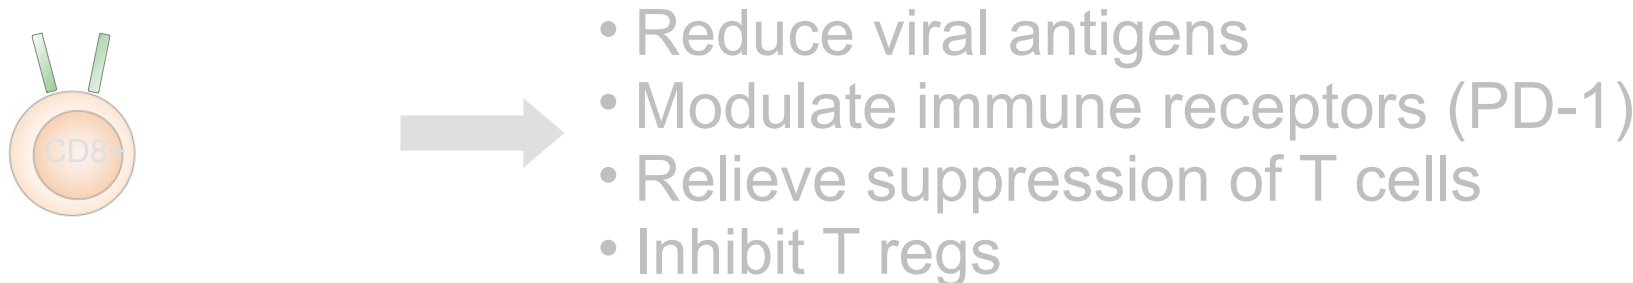 CD8+
• Reduce viral antigens
• Modulate immune receptors (PD-1)
• Relieve suppression of T cells
• Inhibit T regs